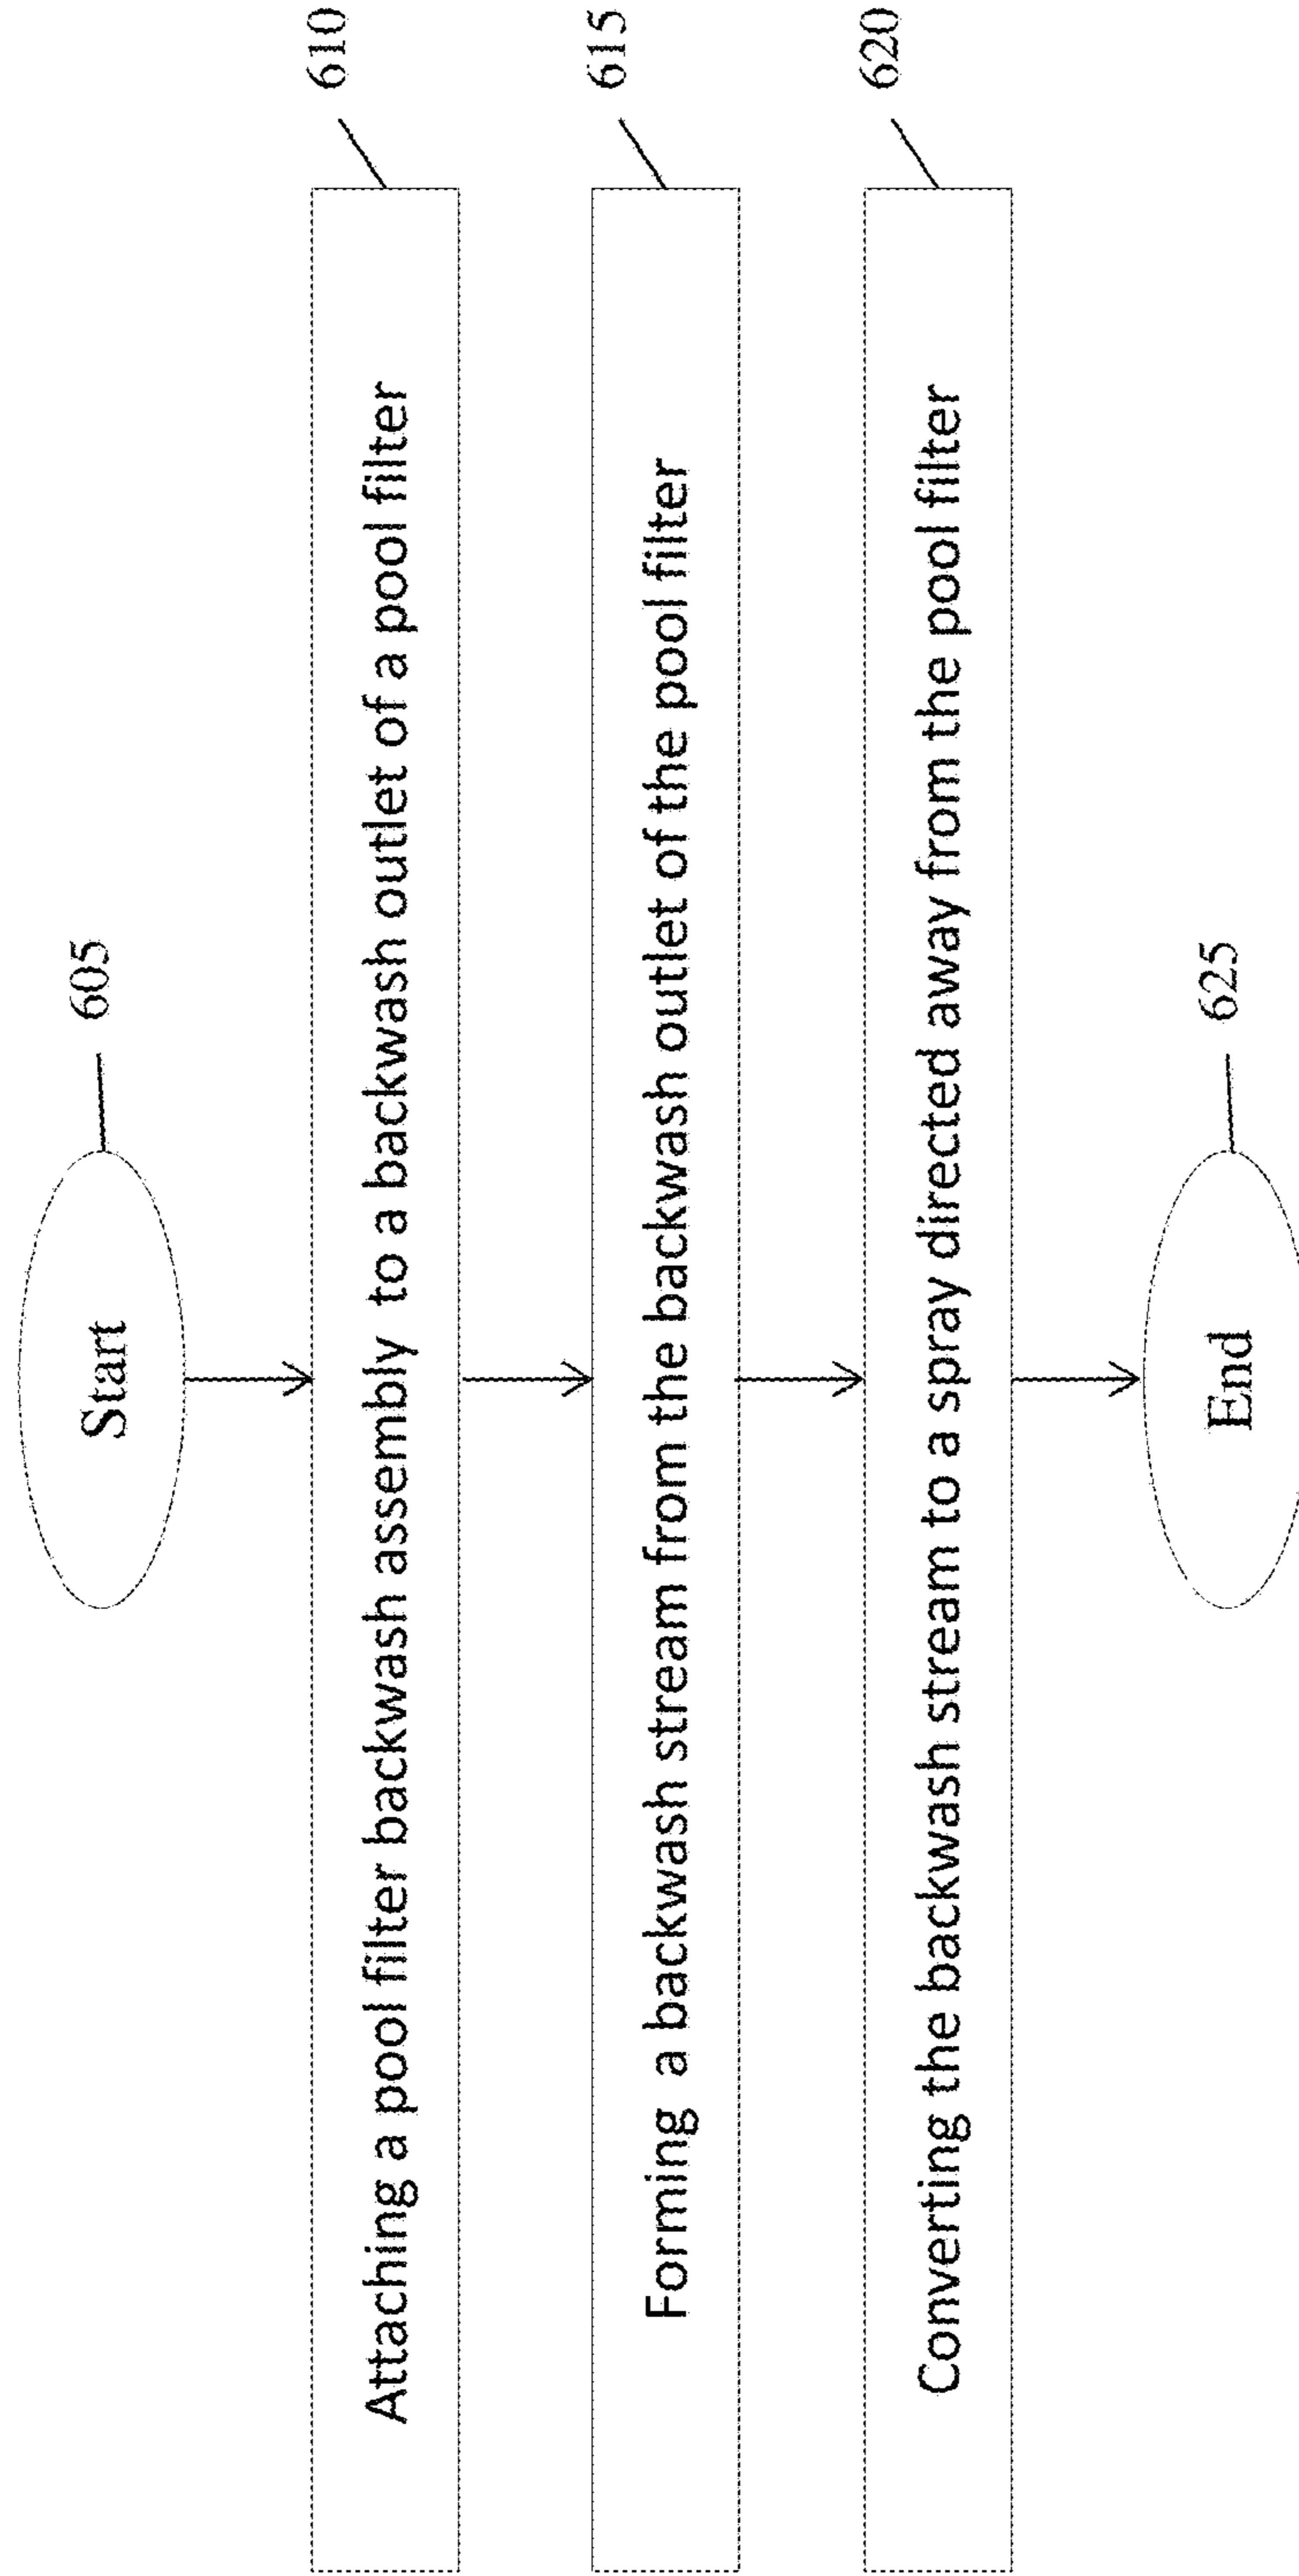 Start
605
Attaching a pool filter backwash assembly to a backwash outlet of a pool filter
610
Forming a backwash stream from the backwash outlet of the pool filter
615
Converting the backwash stream to a spray directed away from the pool filter
620
End
625